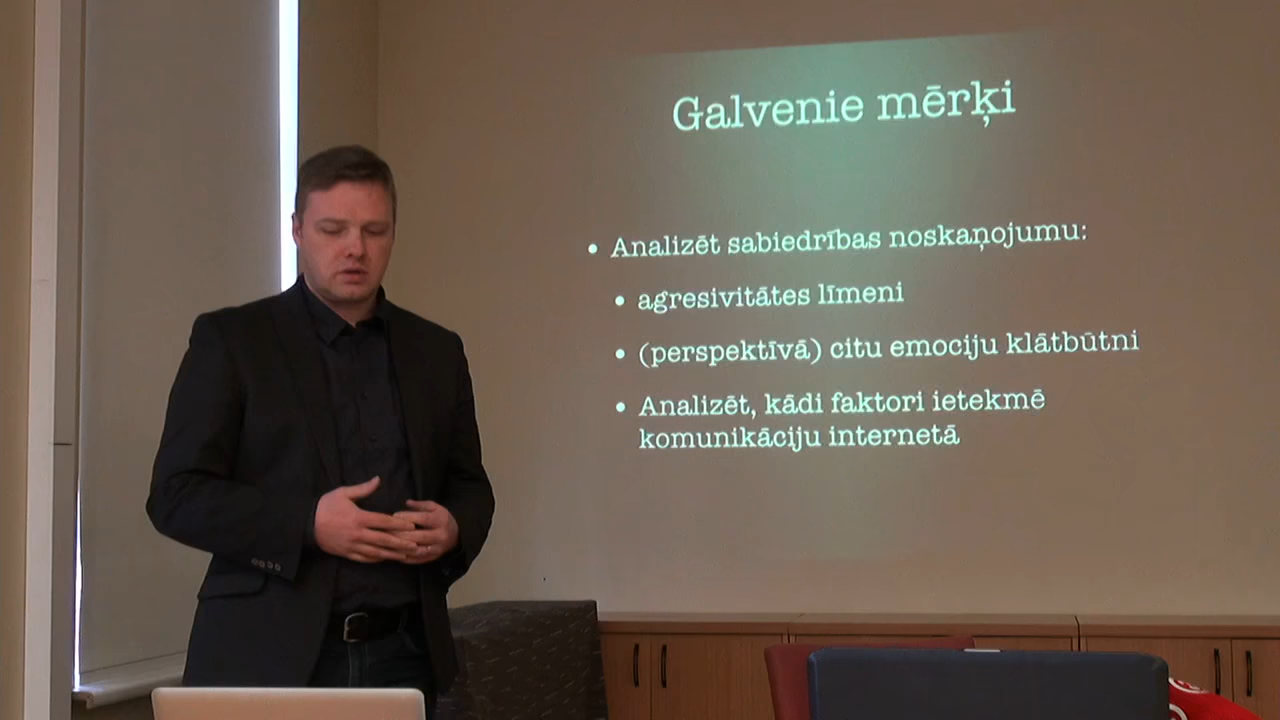 Galvenie mērķi
• Analizēt sabiedrības noskaņojumu:
• agresivitātes līmeni
• (perspektīvā) citu emociju klātbūtni
• Analizēt, kādi faktori ietekmē
komunikāciju internetā